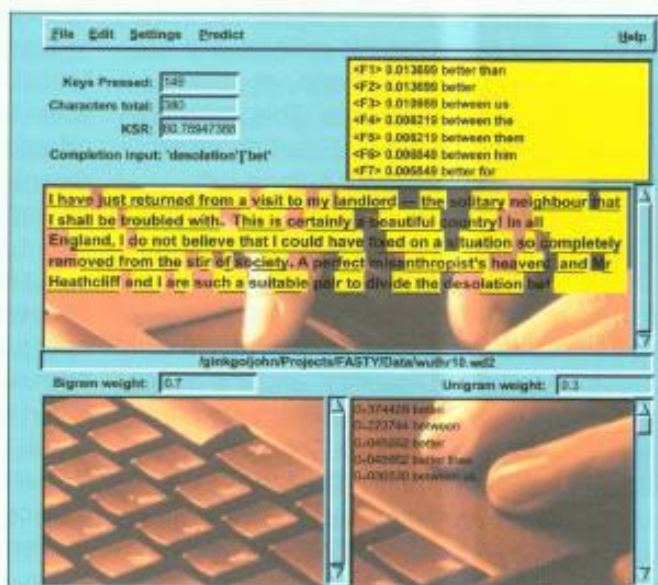 File Edit Settings Predict Help
Keys Pressed: 149
Characters total: 380
KSR: 60.78947368
Completion input: 'desolation']['bet'
<F1> 0.013699 better than
<F2> 0.013699 better
<F3> 0.010959 between us
<F4> 0.008219 between the
<F5> 0.008219 between them
<F6> 0.006849 between him
<F7> 0.006849 better for
I have just returned from a visit to my landlord — the solitary neighbour that
I shall be troubled with. This is certainly a beautiful country! In all
England, I do not believe that I could have fixed on a situation so completely
removed from the stir of society. A perfect misanthropist's heaven: and Mr
Heathcliff and I are such a suitable pair to divide the desolation bet
/ginkgo/john/Projects/FASTY/Data/wuthr10.wd2
Bigram weight: 0.7
Unigram weight: 0.3
0.374429 better
0.223744 between
better
better than
between us